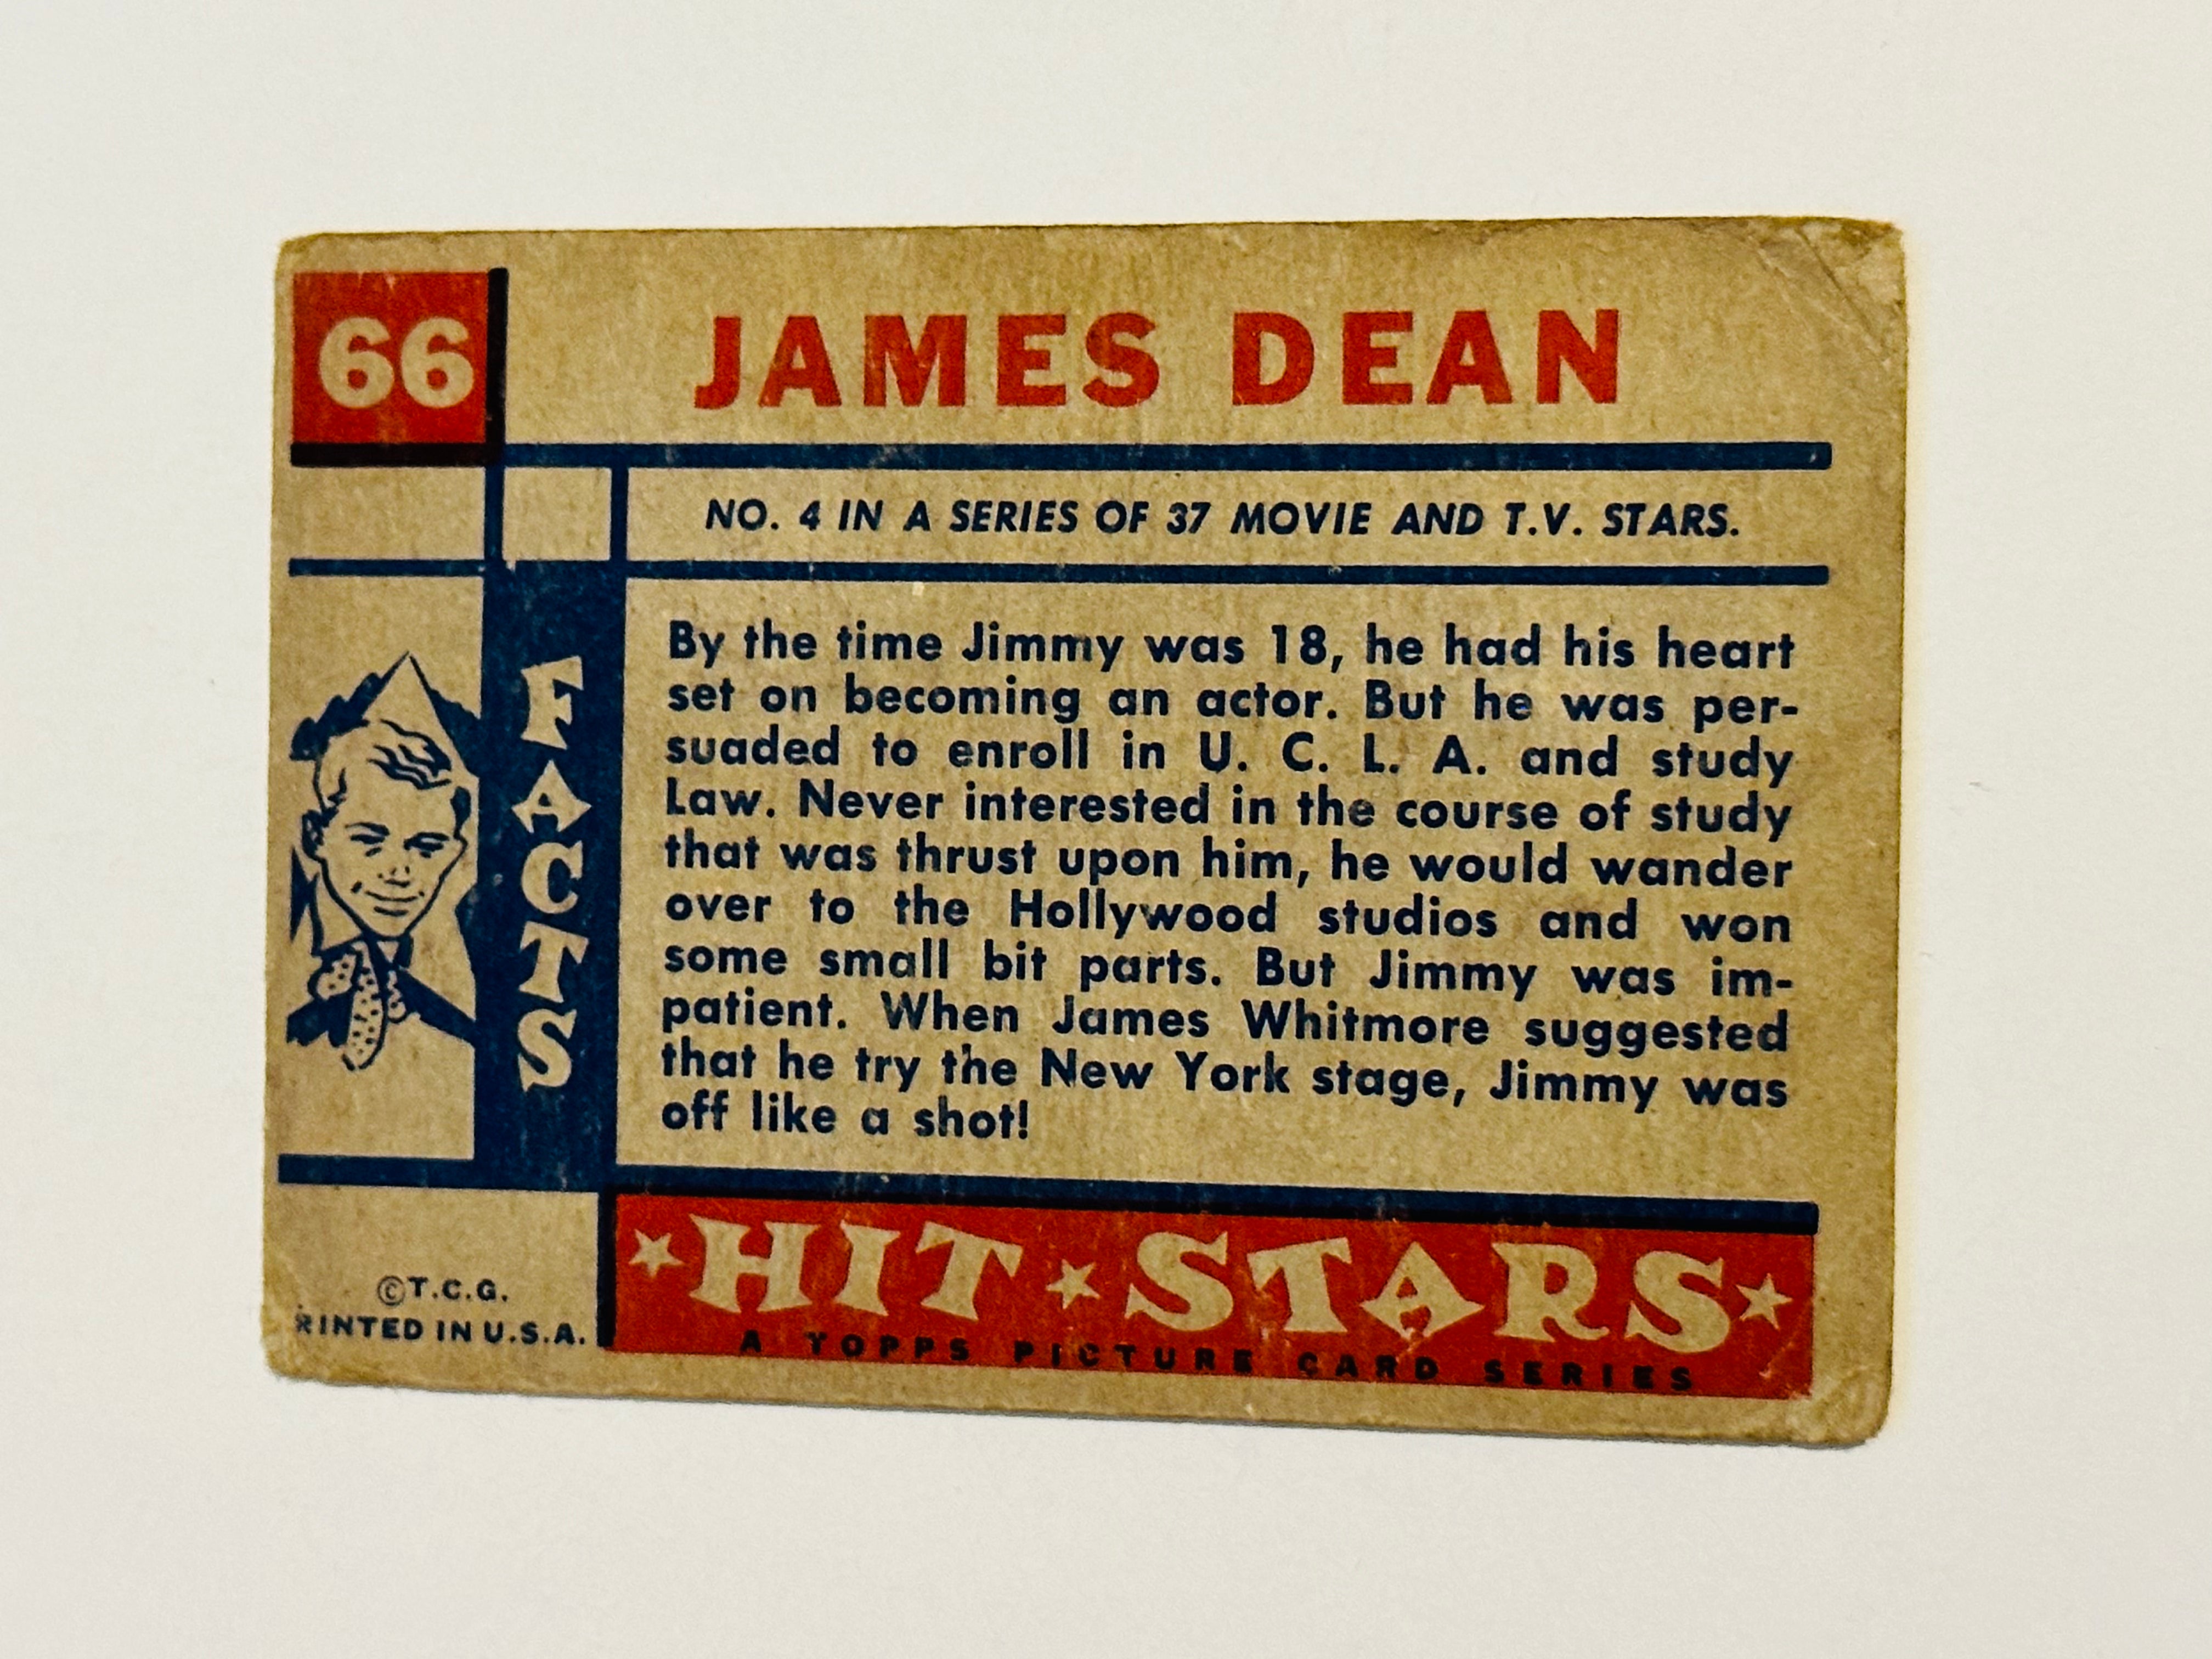 66
JAMES DEAN
NO. 4 IN A SERIES OF 37 MOVIE AND T.V. STARS.
FACTS
By the time Jimmy was 18, he had his heart
set on becoming an actor. But he was per-
suaded to enroll in U. C. L. A. and study
Law. Never interested in the course of study
that was thrust upon him, he would wander
over to the Hollywood studios and won
some small bit parts. But Jimmy was im-
patient. When James Whitmore suggested
that he try the New York stage, Jimmy was
off like a shot!
©T.C.G.
RINTED IN U.S.A.
HIT STARS
A TOPPS PICTURE CARD SERIES